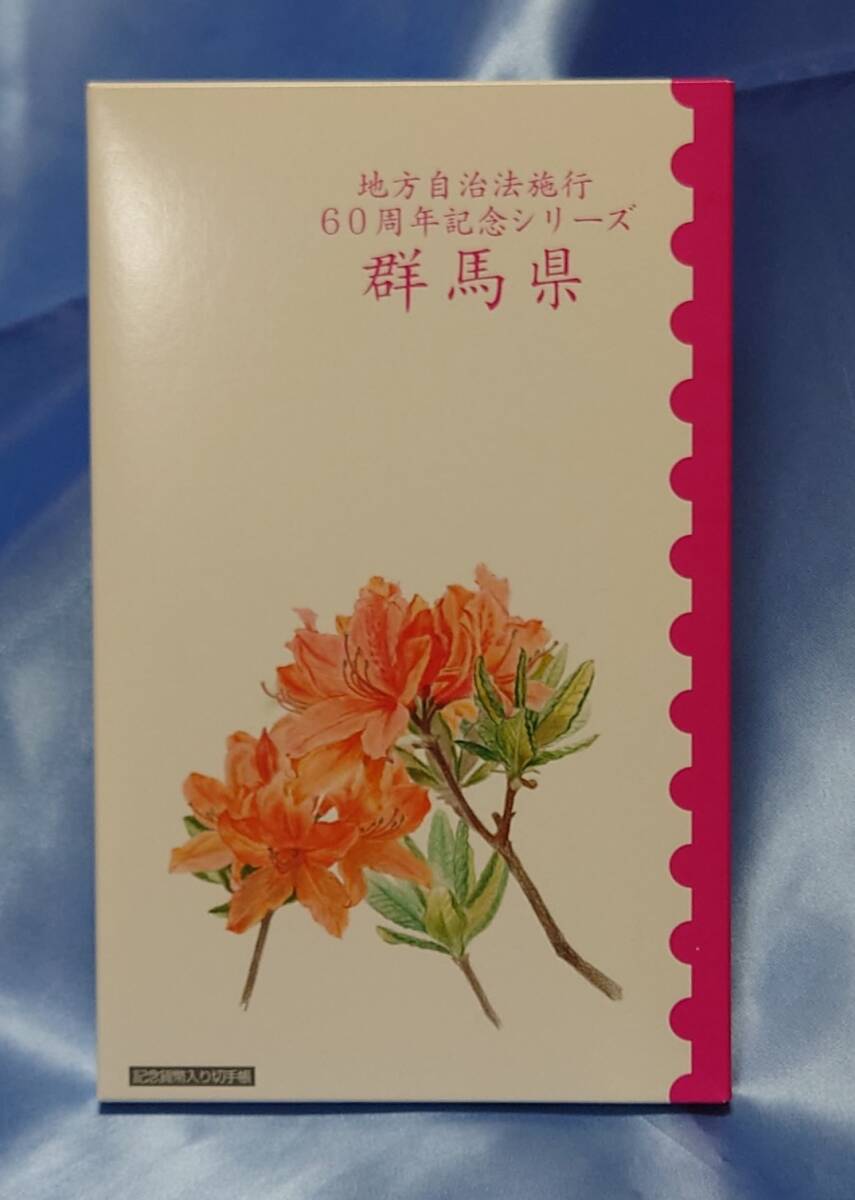 地方自治法施行
60周年記念シリーズ
群馬県
記念貨幣入り切手帳